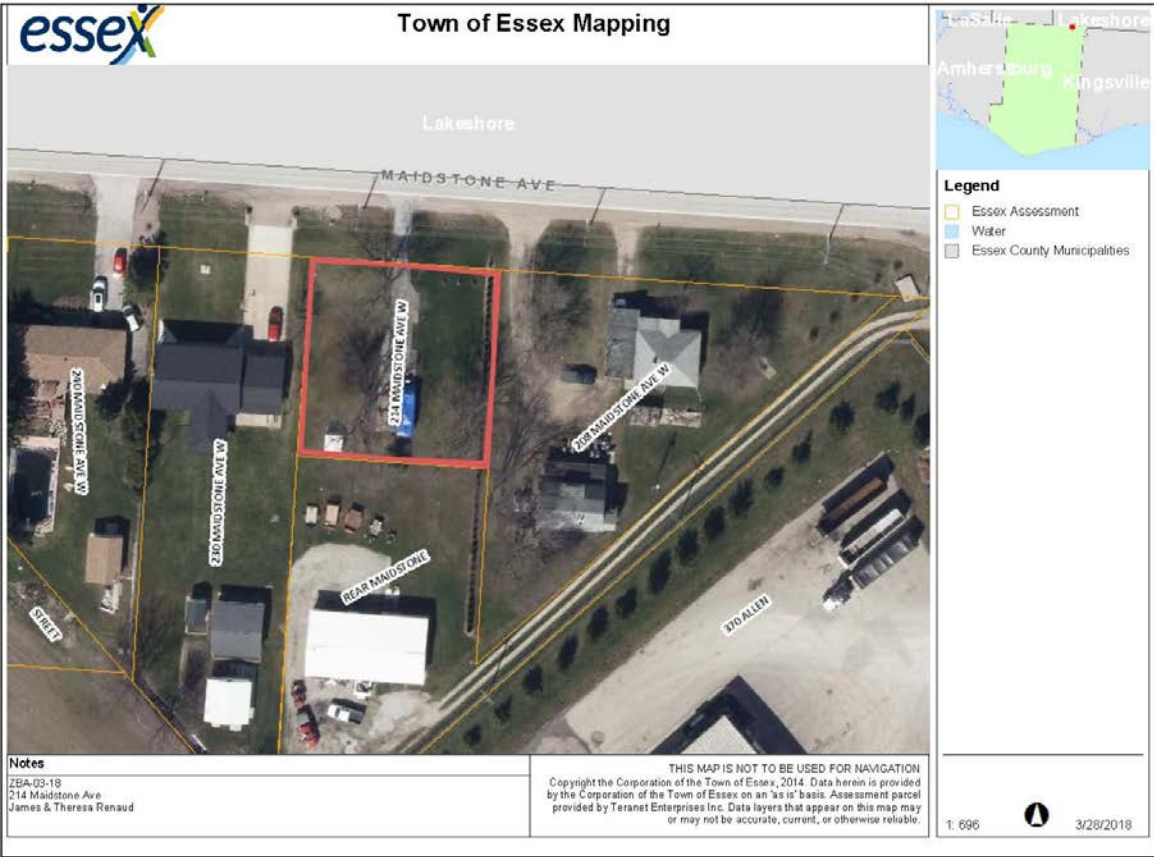 essex
Town of Essex Mapping
LaSalle
Lakeshore
Amherstburg
Kingsville
Lakeshore
MAIDSTONE AVE
Legend
Essex Assessment
Water
Essex County Municipalities
240 MAIDSTONE AVE W
230 MAIDSTONE AVE W
214 MAIDSTONE AVE W
208 MAIDSTONE AVE W
REAR MAIDSTONE
370 ALLEN
STREET
Notes
ZBA-03-18
214 Maidstone Ave
James & Theresa Renaud
THIS MAP IS NOT TO BE USED FOR NAVIGATION
Copyright the Corporation of the Town of Essex, 2014. Data herein is provided
by the Corporation of the Town of Essex on an 'as is' basis. Assessment parcel
provided by Teranet Enterprises Inc. Data layers that appear on this map may
or may not be accurate, current, or otherwise reliable.
1: 696
3/28/2018